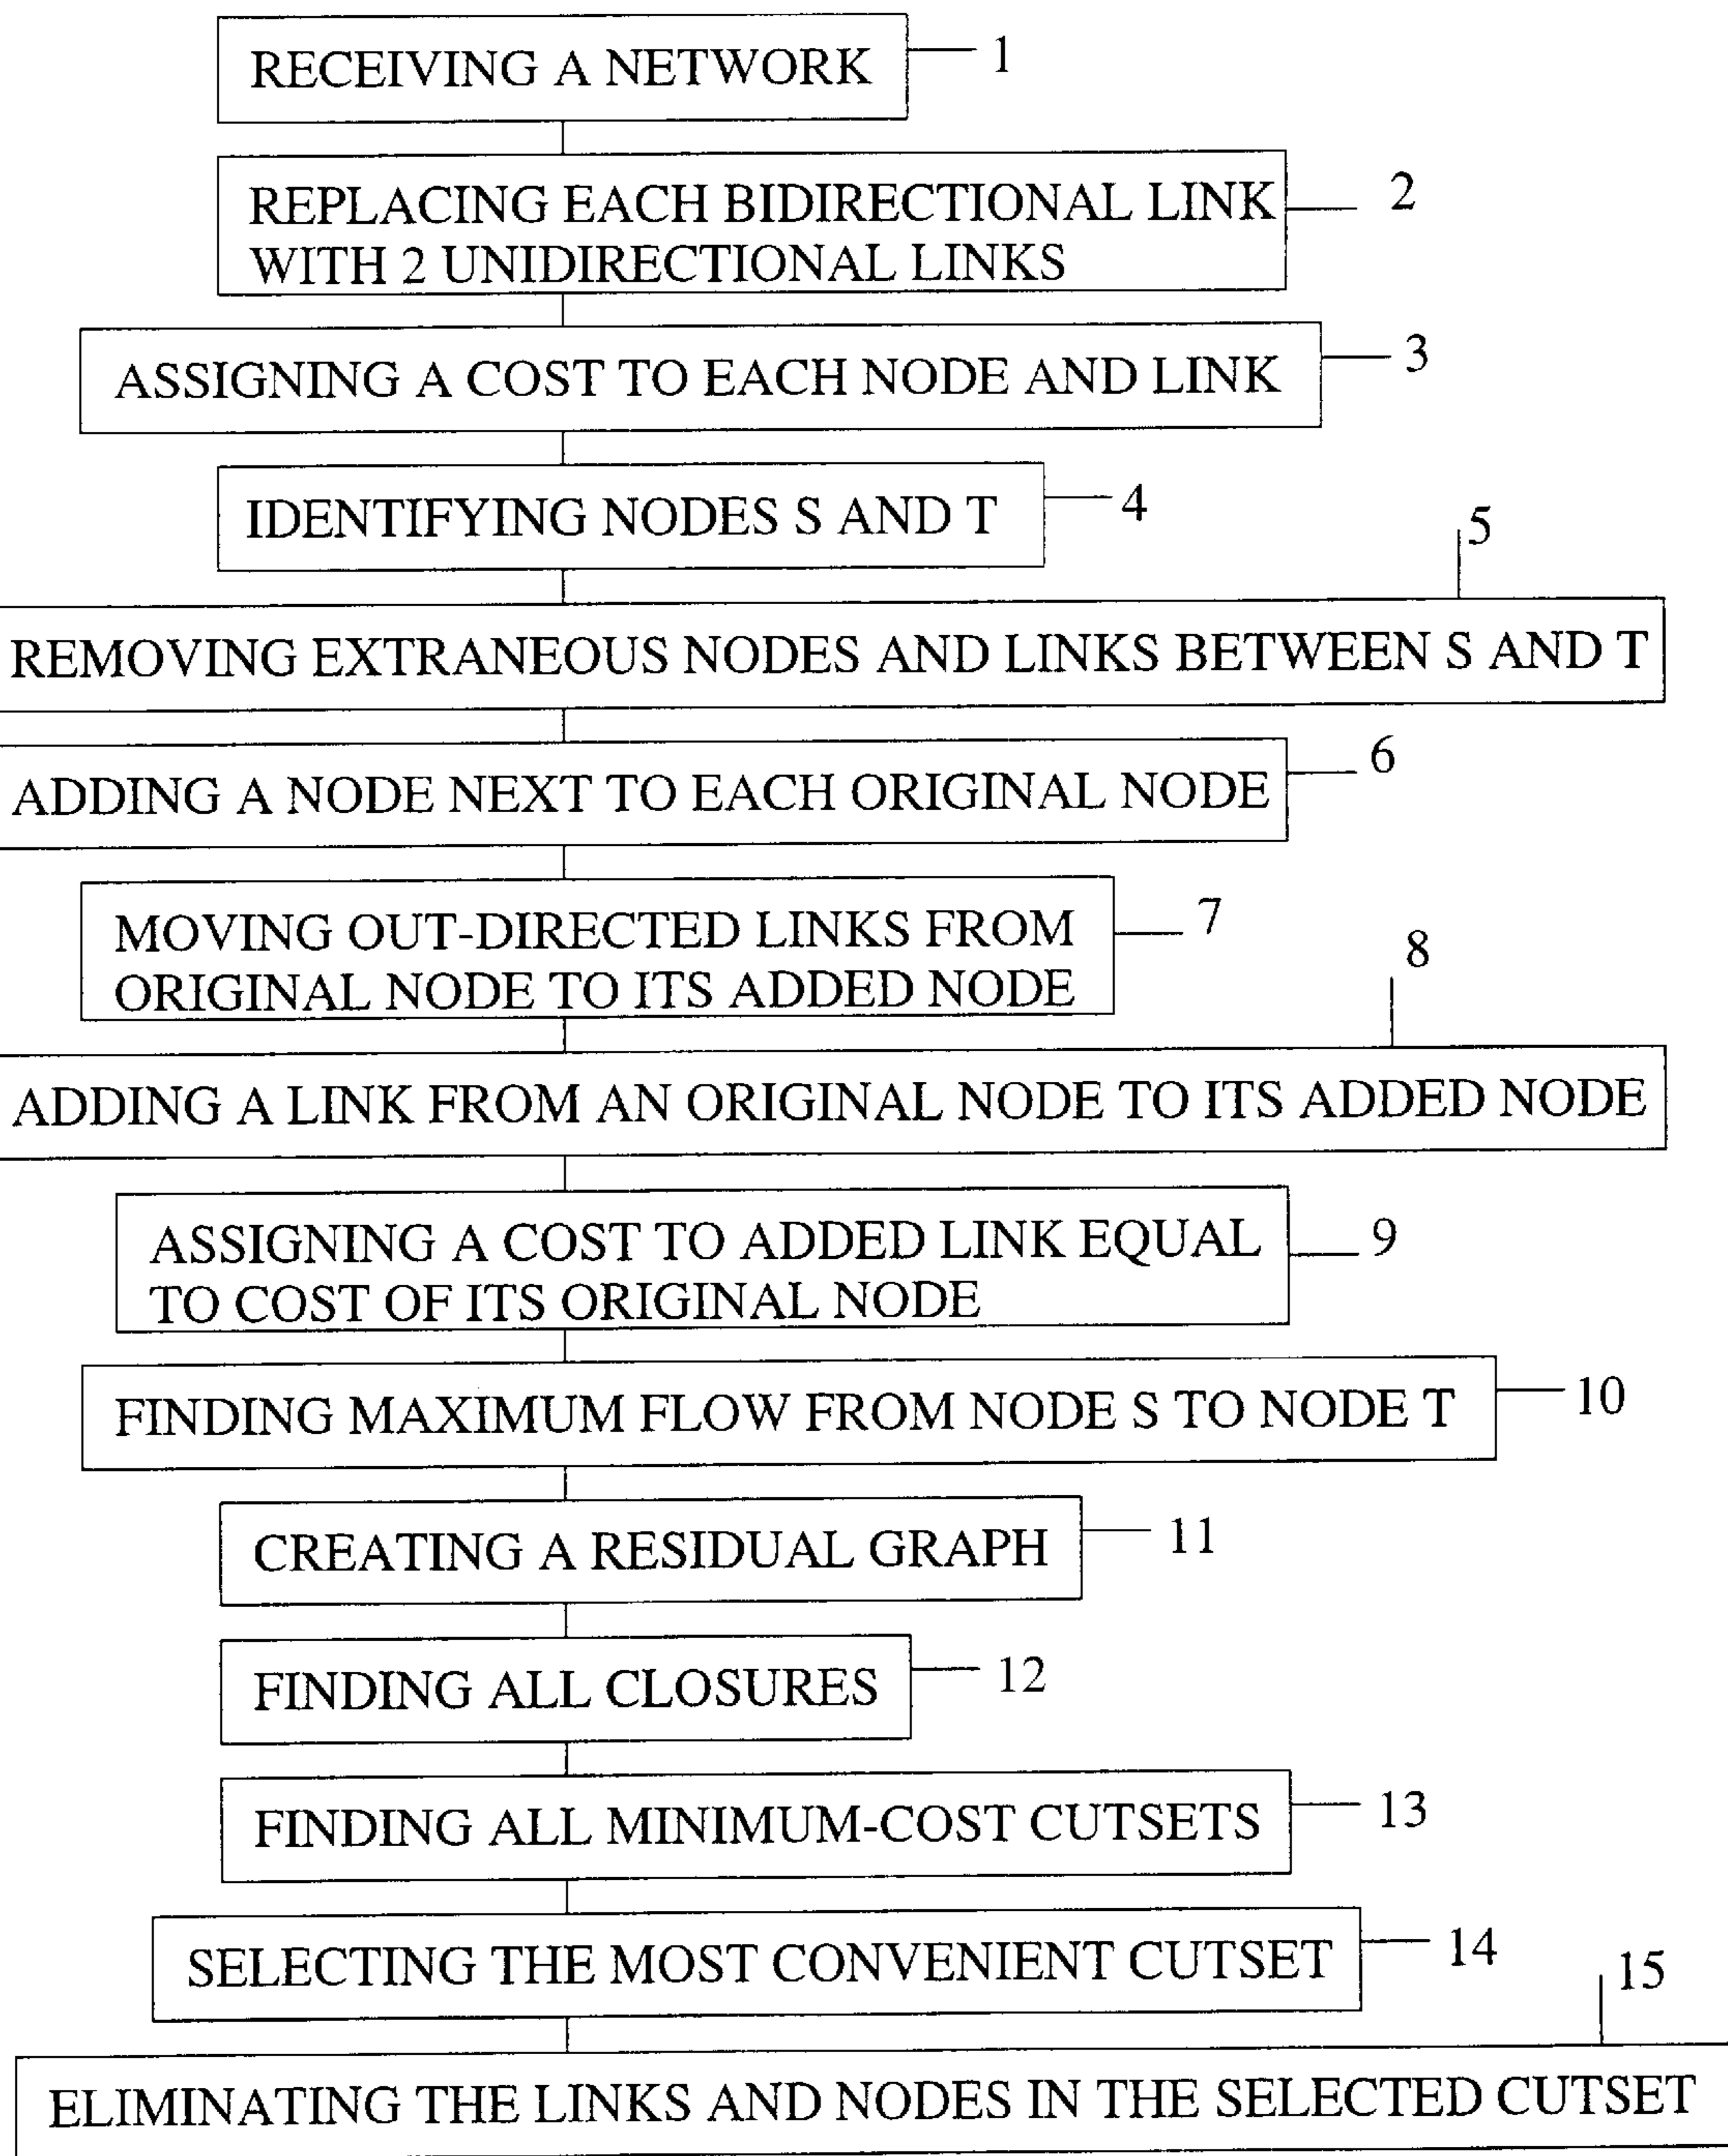 RECEIVING A NETWORK
1
REPLACING EACH BIDIRECTIONAL LINK
WITH 2 UNIDIRECTIONAL LINKS
2
ASSIGNING A COST TO EACH NODE AND LINK
3
IDENTIFYING NODES S AND T
4
5
REMOVING EXTRANEOUS NODES AND LINKS BETWEEN S AND T
ADDING A NODE NEXT TO EACH ORIGINAL NODE
6
MOVING OUT-DIRECTED LINKS FROM
ORIGINAL NODE TO ITS ADDED NODE
7
8
ADDING A LINK FROM AN ORIGINAL NODE TO ITS ADDED NODE
ASSIGNING A COST TO ADDED LINK EQUAL
TO COST OF ITS ORIGINAL NODE
9
FINDING MAXIMUM FLOW FROM NODE S TO NODE T
10
CREATING A RESIDUAL GRAPH
11
FINDING ALL CLOSURES
12
FINDING ALL MINIMUM-COST CUTSETS
13
SELECTING THE MOST CONVENIENT CUTSET
14
15
ELIMINATING THE LINKS AND NODES IN THE SELECTED CUTSET